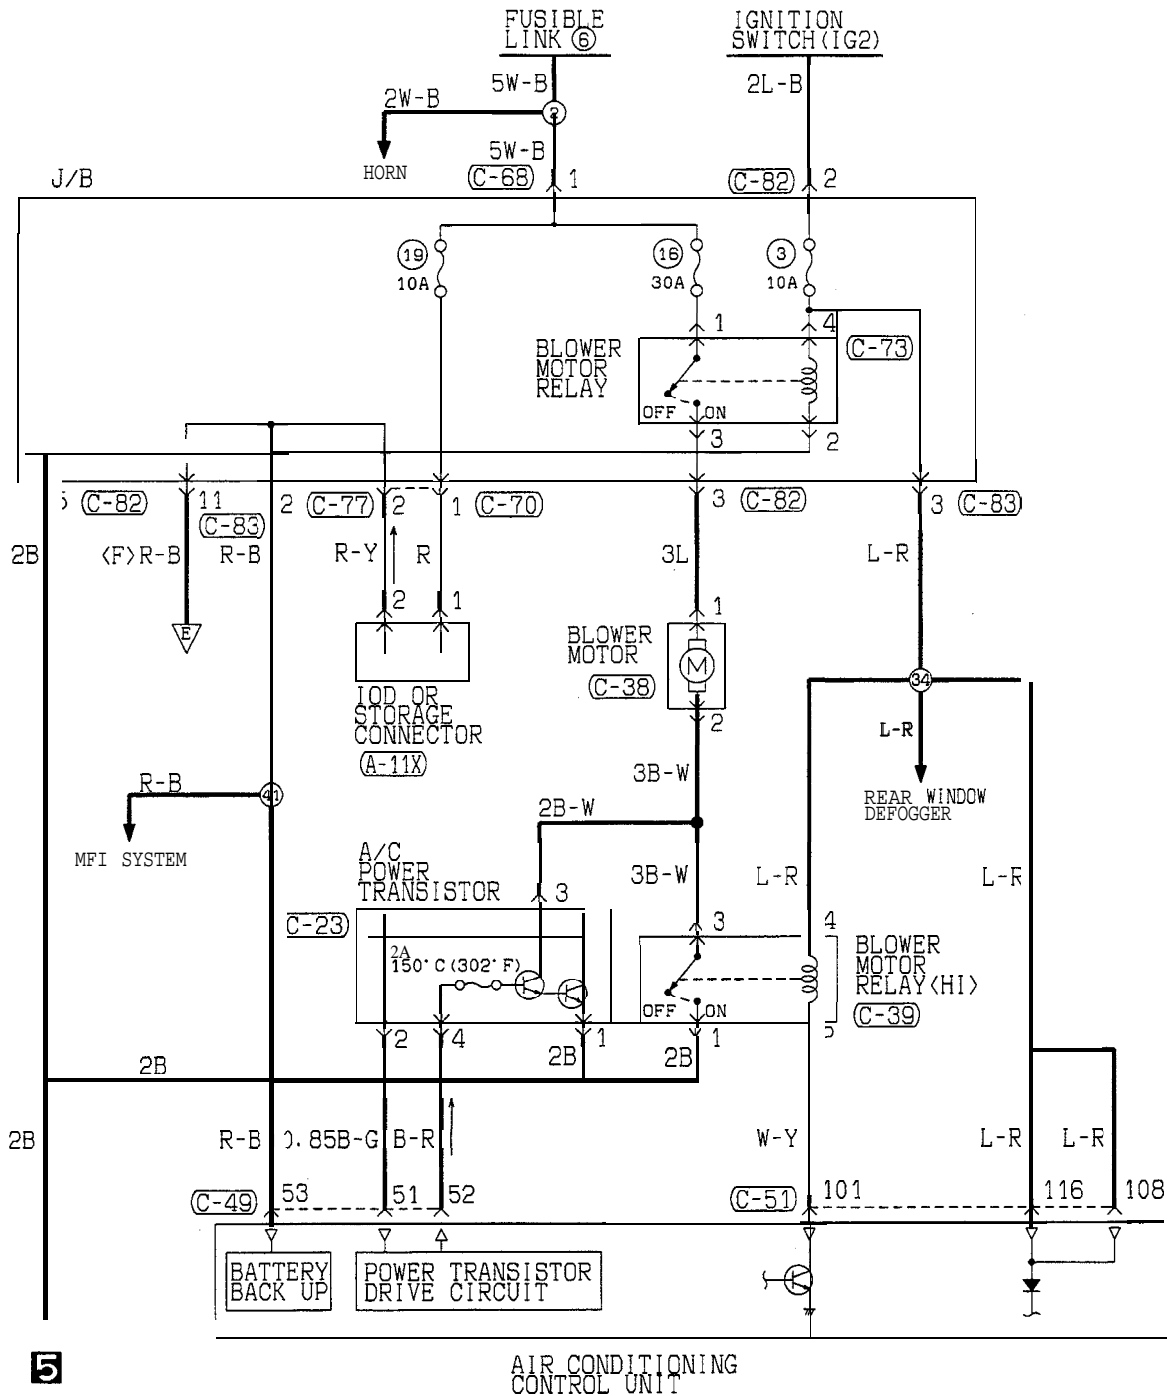 FUSIBLE
LINK ⑥
IGNITION
SWITCH(IG2)
5W-B
2L-B
2W-B
2
5W-B
HORN
J/B
C-68
1
C-82
2
19
10A
16
30A
3
10A
1
4
BLOWER
MOTOR
RELAY
C-73
OFF
ON
3
2
C-82
11
C-83
2
C-77
2
1
C-70
3
C-82
3
C-83
2B
<F>R-B
R-B
R-Y
R
3L
L-R
2
1
1
E
BLOWER
MOTOR
C-38
M
2
34
IOD OR
STORAGE
CONNECTOR
A-11X
L-R
3B-W
R-B
41
2B-W
REAR WINDOW
DEFOGGER
MFI SYSTEM
A/C
POWER
TRANSISTOR
3B-W
L-R
L-R
3
C-23
3
4
2A
150°C(302°F)
BLOWER
MOTOR
RELAY<HI>
C-39
OFF
ON
2
4
1
1
2B
2B
2B
2B
R-B
0.85B-G
B-R
W-Y
L-R
L-R
C-49
53
51
52
C-51
101
116
108
BATTERY
BACK UP
POWER TRANSISTOR
DRIVE CIRCUIT
5
AIR CONDITIONING
CONTROL UNIT